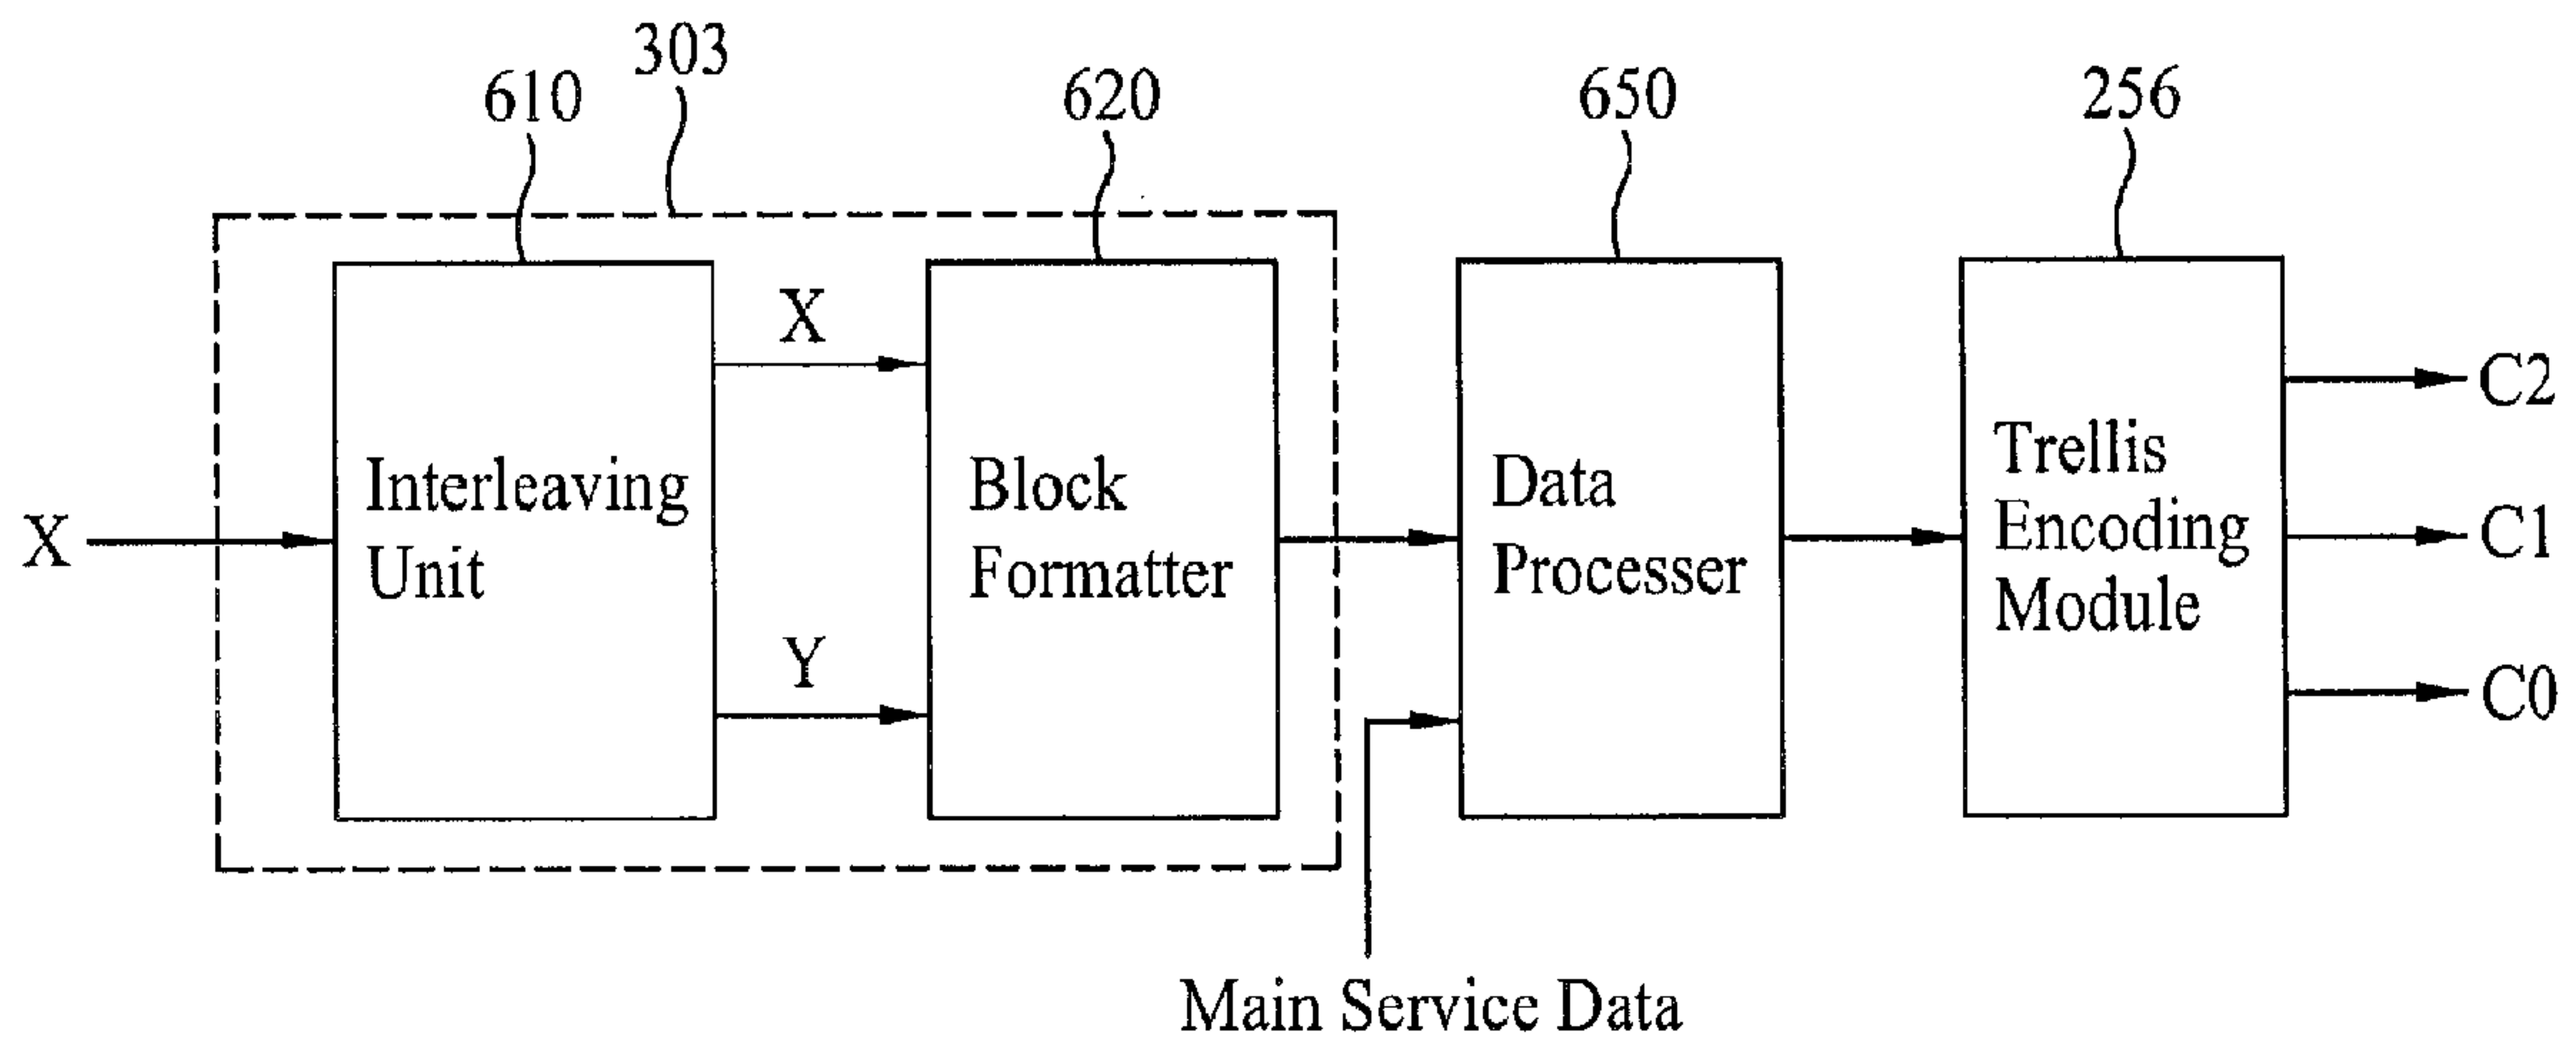 303
610
620
650
256
X
Interleaving
Unit
X
Y
Block
Formatter
Data
Processer
Trellis
Encoding
Module
C2
C1
C0
Main Service Data